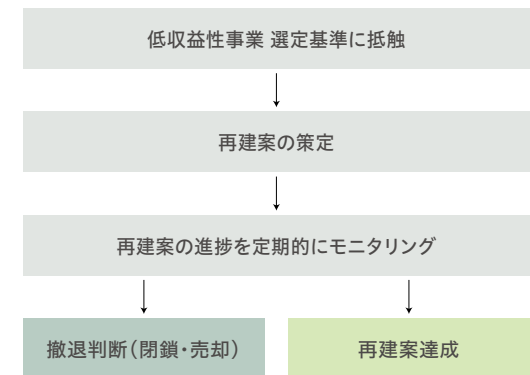 低収益性事業 選定基準に抵触
再建案の策定
再建案の進捗を定期的にモニタリング
撤退判断（閉鎖・売却）
再建案達成